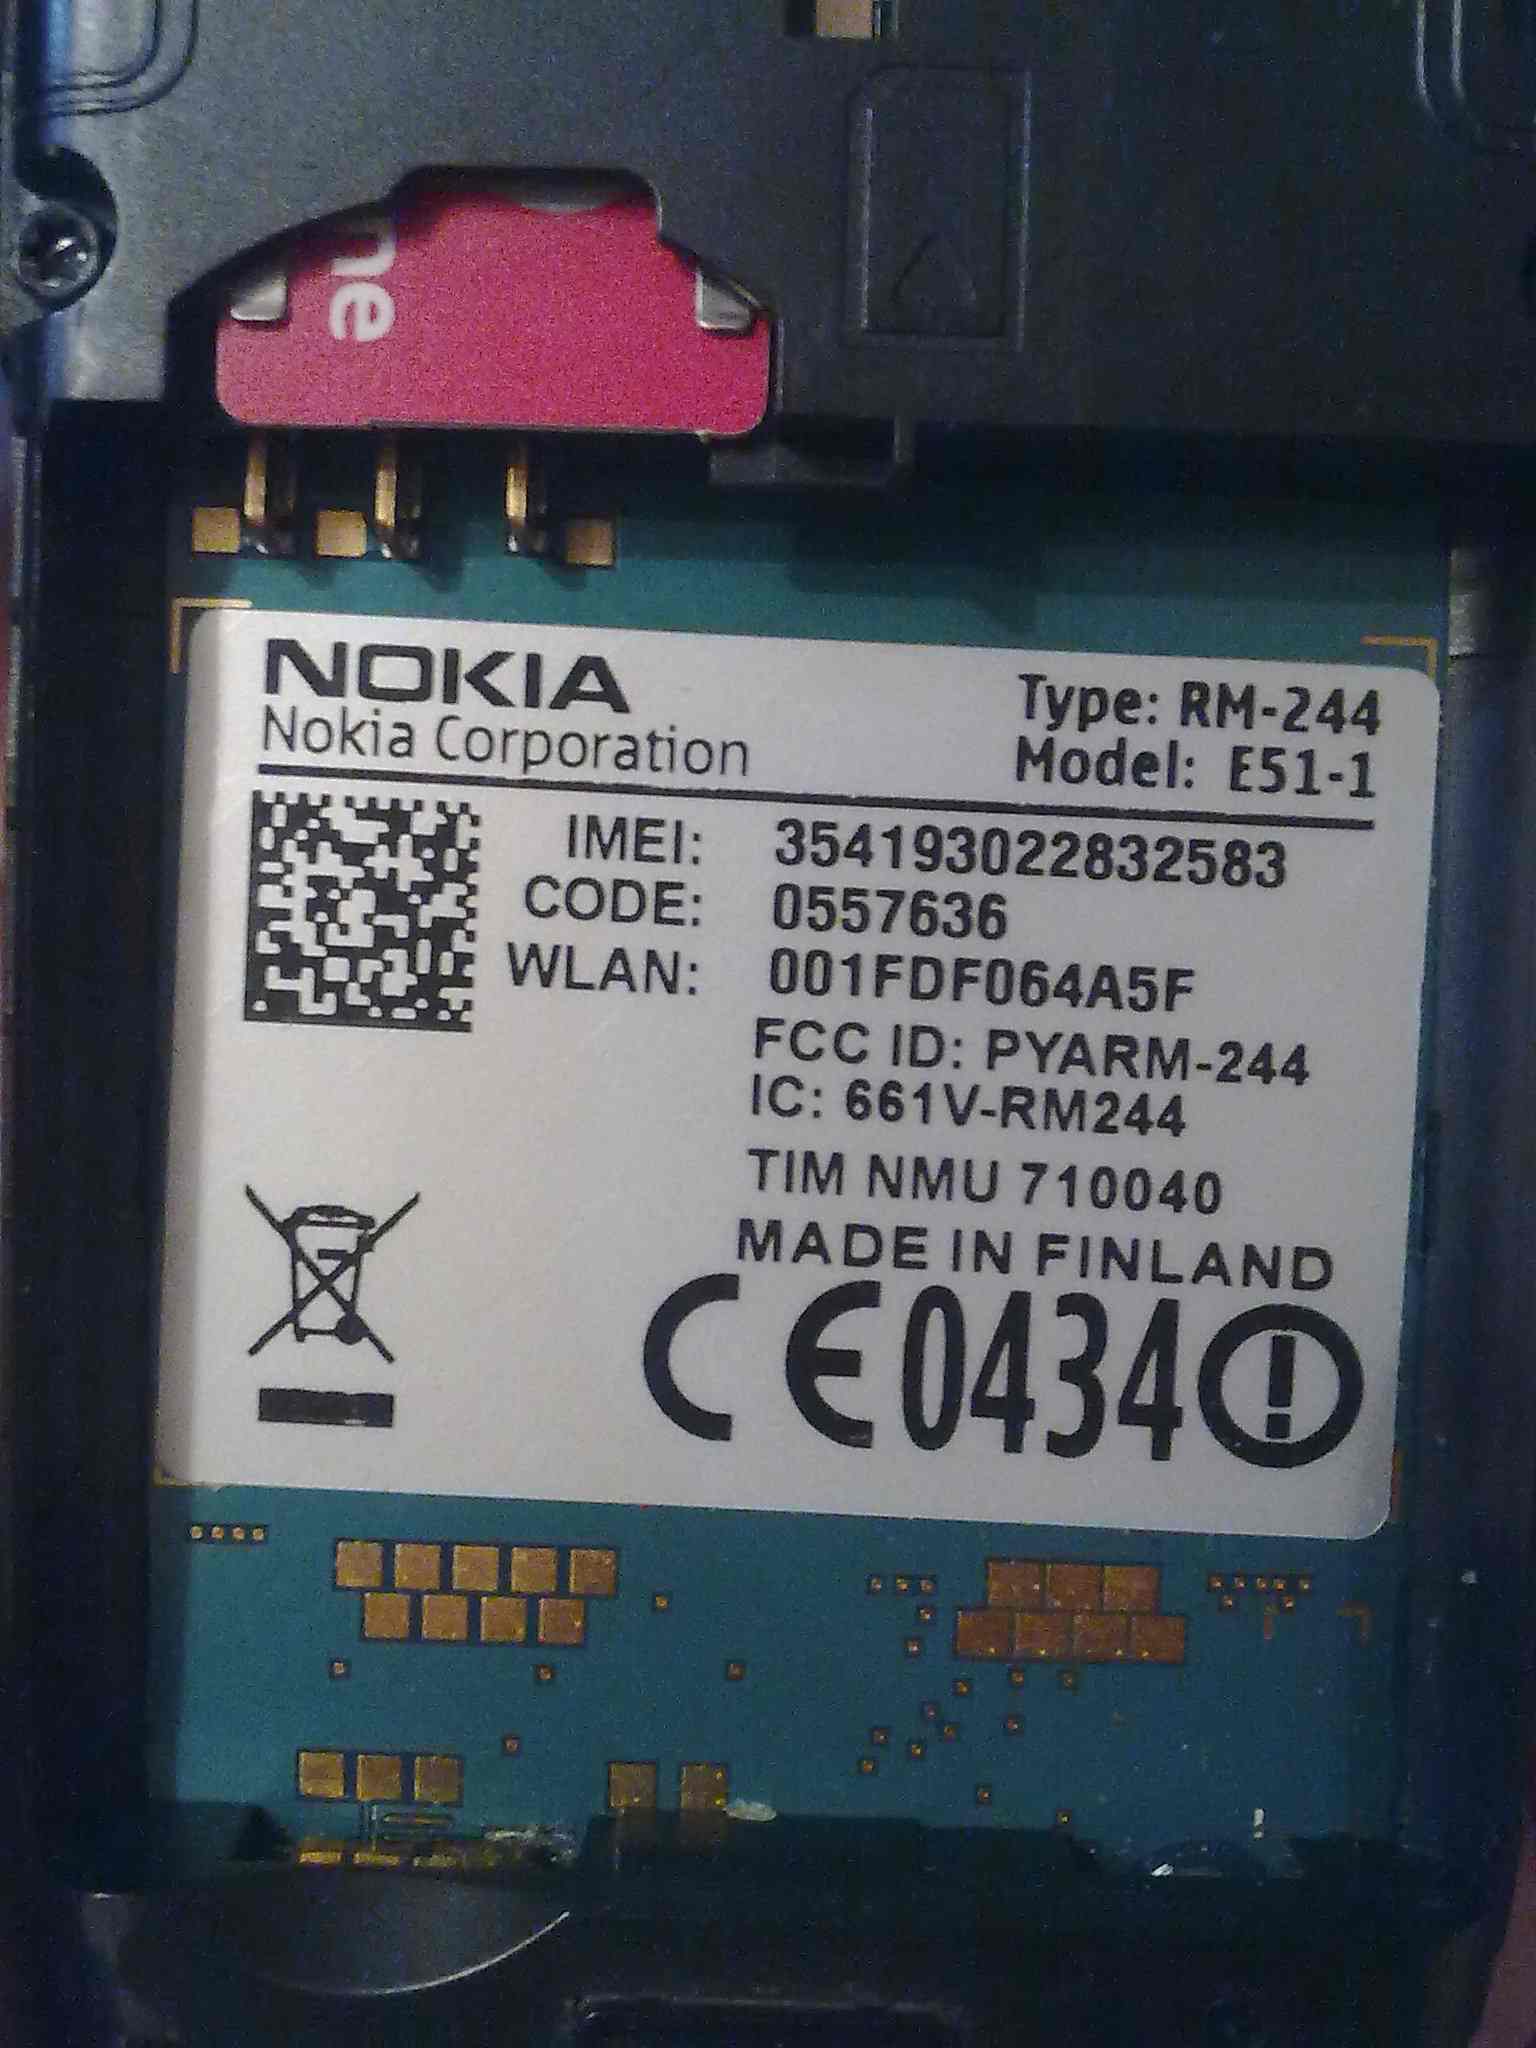 ne
NOKIA
Nokia Corporation
Type: RM-244
Model: E51-1
IMEI: 354193022832583
CODE: 0557636
WLAN: 001FDF064A5F
FCC ID: PYARM-244
IC: 661V-RM244
TIM NMU 710040
MADE IN FINLAND
CE0434!